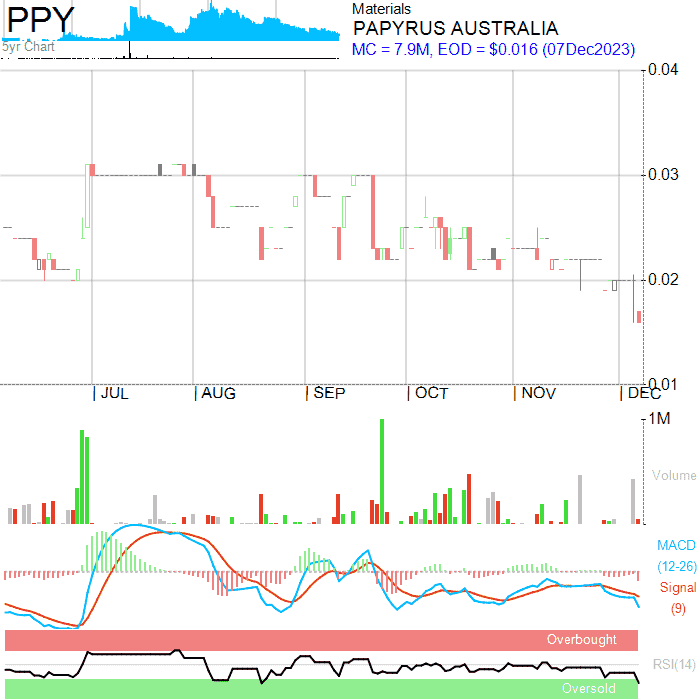 PPY
5yr Chart
Materials
PAPYRUS AUSTRALIA
MC = 7.9M, EOD = $0.016 (07Dec2023)
0.04
0.03
0.02
0.01
| JUL | AUG | SEP | OCT | NOV | DEC
1M
Volume
MACD
(12-26)
Signal
(9)
Overbought
RSI(14)
Oversold